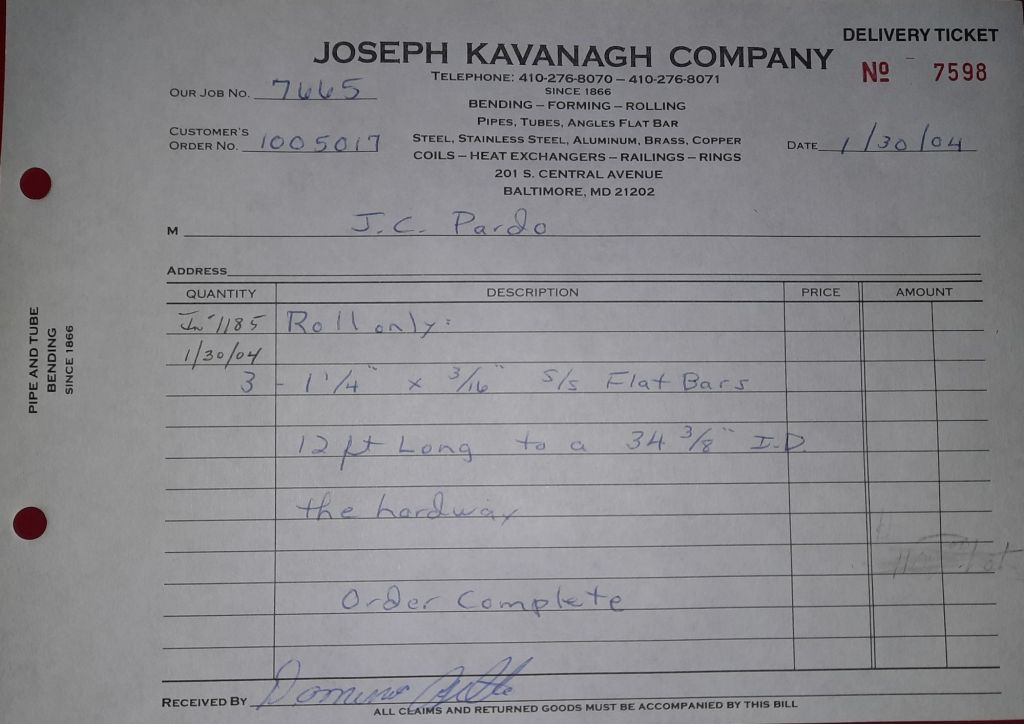 DELIVERY TICKET
JOSEPH KAVANAGH COMPANY
Nº 7598
TELEPHONE: 410-276-8070 – 410-276-8071
SINCE 1866
OUR JOB NO. 7665
BENDING – FORMING – ROLLING
PIPES, TUBES, ANGLES FLAT BAR
CUSTOMER'S
ORDER NO. 1005017
STEEL, STAINLESS STEEL, ALUMINUM, BRASS, COPPER
DATE 1/30/04
COILS – HEAT EXCHANGERS – RAILINGS – RINGS
201 S. CENTRAL AVENUE
BALTIMORE, MD 21202
M J.C. Pardo
ADDRESS
QUANTITY DESCRIPTION PRICE AMOUNT
1185 Roll only:
1/30/04
3 - 1 1/4" x 3/16" S/S Flat Bars
12 ft Long to a 34 3/8" I.D.
the hardway
Order Complete
RECEIVED BY
ALL CLAIMS AND RETURNED GOODS MUST BE ACCOMPANIED BY THIS BILL
PIPE AND TUBE
BENDING
SINCE 1866